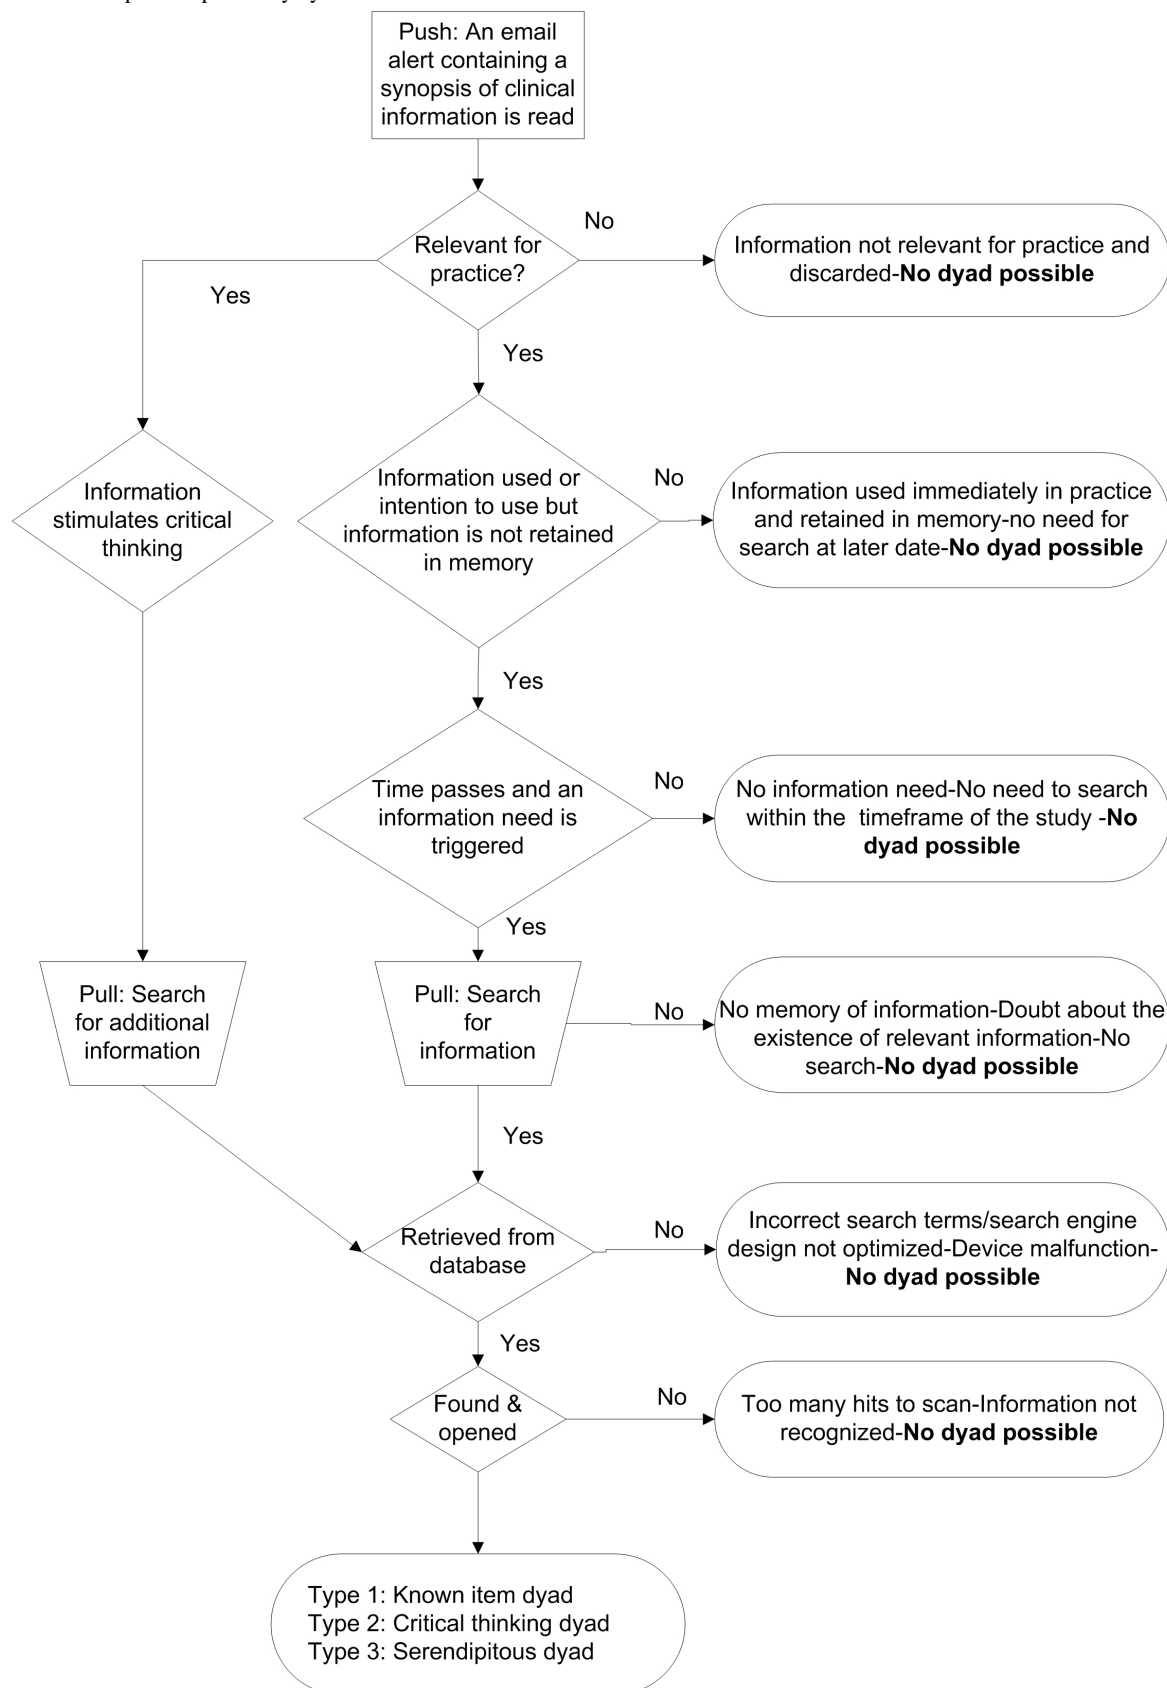 Push: An email
alert containing a
synopsis of clinical
information is read
Relevant for
practice?
No
Information not relevant for practice and
discarded-No dyad possible
Yes
Yes
Information
stimulates critical
thinking
Information used or
intention to use but
information is not retained
in memory
No
Information used immediately in practice
and retained in memory-no need for
search at later date-No dyad possible
Yes
Time passes and an
information need is
triggered
No
No information need-No need to search
within the timeframe of the study -No
dyad possible
Yes
Pull: Search
for additional
information
Pull: Search
for
information
No
No memory of information-Doubt about the
existence of relevant information-No
search-No dyad possible
Yes
Retrieved from
database
No
Incorrect search terms/search engine
design not optimized-Device malfunction-
No dyad possible
Yes
Found &
opened
No
Too many hits to scan-Information not
recognized-No dyad possible
Type 1: Known item dyad
Type 2: Critical thinking dyad
Type 3: Serendipitous dyad